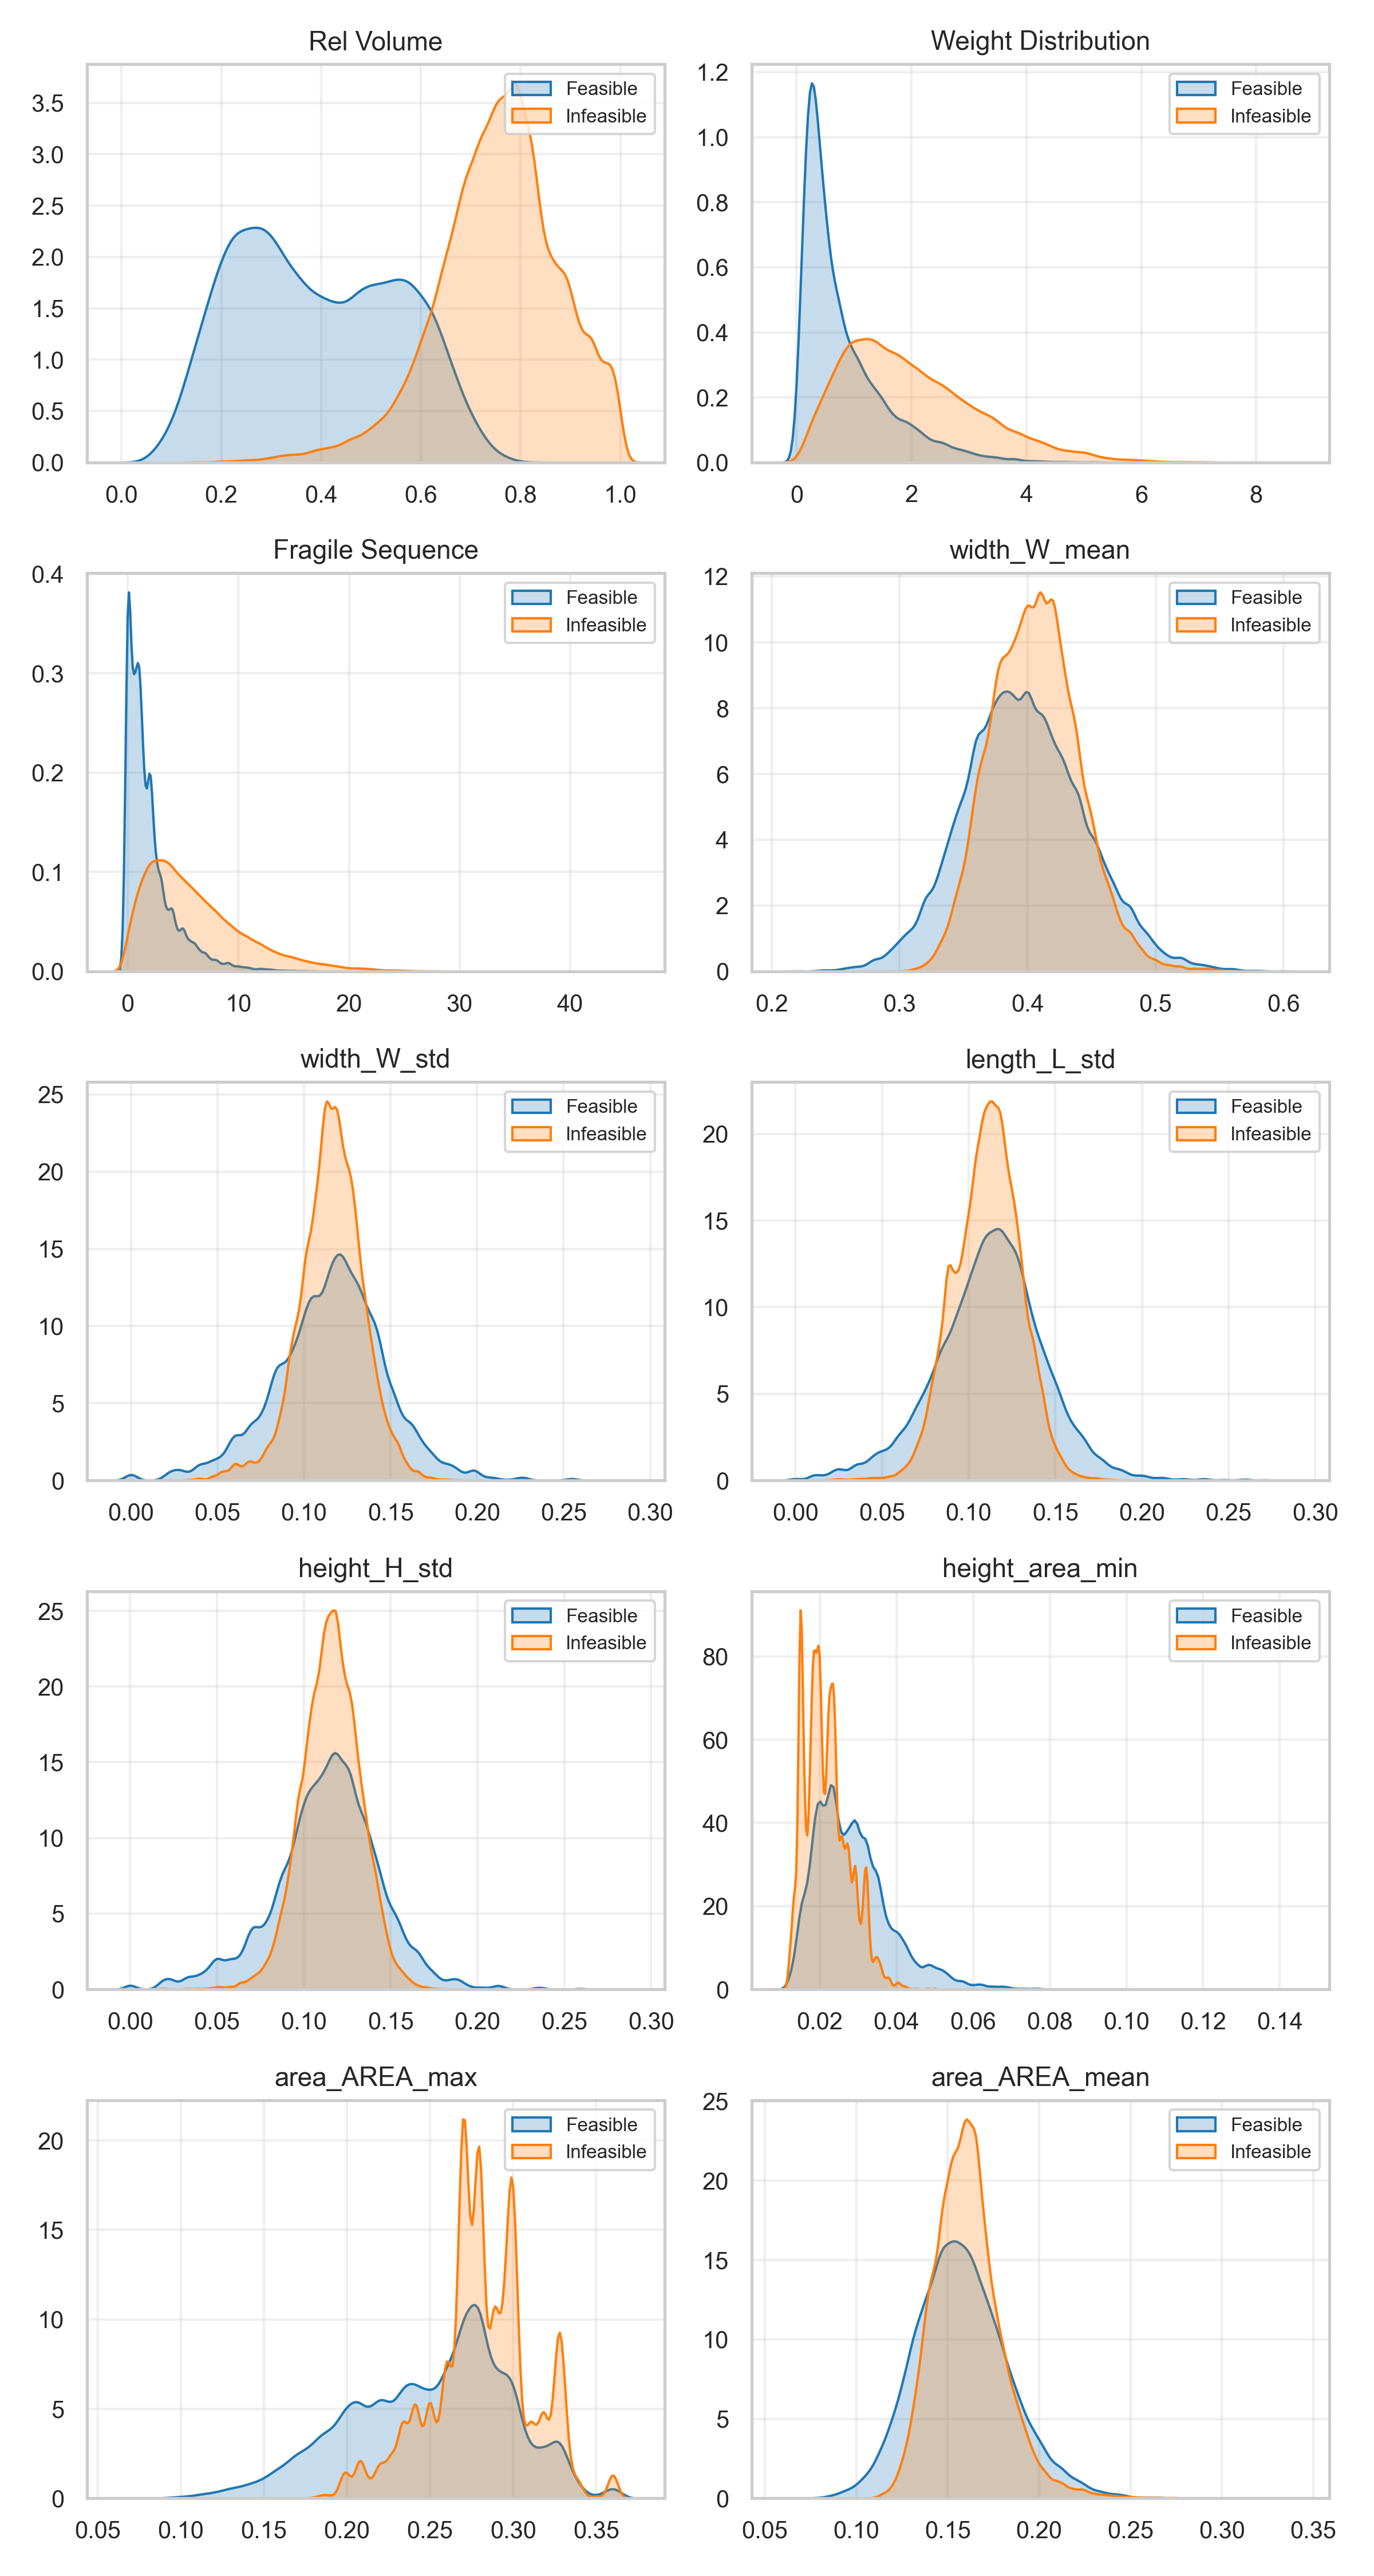 Rel Volume
Feasible
Infeasible
3.5
3.0
2.5
2.0
1.5
1.0
0.5
0.0
0.0 0.2 0.4 0.6 0.8 1.0
Weight Distribution
Feasible
Infeasible
1.2
1.0
0.8
0.6
0.4
0.2
0.0
0 2 4 6 8
Fragile Sequence
Feasible
Infeasible
0.4
0.3
0.2
0.1
0.0
0 10 20 30 40
width_W_mean
Feasible
Infeasible
12
10
8
6
4
2
0
0.2 0.3 0.4 0.5 0.6
width_W_std
Feasible
Infeasible
25
20
15
10
5
0
0.00 0.05 0.10 0.15 0.20 0.25 0.30
length_L_std
Feasible
Infeasible
20
15
10
5
0
0.00 0.05 0.10 0.15 0.20 0.25 0.30
height_H_std
Feasible
Infeasible
25
20
15
10
5
0
0.00 0.05 0.10 0.15 0.20 0.25 0.30
height_area_min
Feasible
Infeasible
80
60
40
20
0
0.02 0.04 0.06 0.08 0.10 0.12 0.14
area_AREA_max
Feasible
Infeasible
20
15
10
5
0
0.05 0.10 0.15 0.20 0.25 0.30 0.35
area_AREA_mean
Feasible
Infeasible
25
20
15
10
5
0
0.05 0.10 0.15 0.20 0.25 0.30 0.35